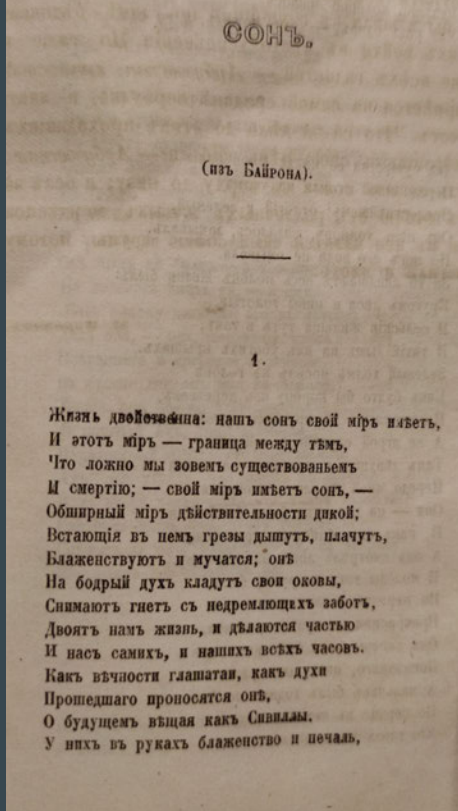 СОНЪ.
(изъ Байрона).
1.
Жизнь двойственна: нашъ сонъ свой міръ имѣетъ,
И этотъ міръ — граница между тѣмъ,
Что ложно мы зовемъ существованьемъ
И смертію; — свой міръ имѣетъ сонъ, —
Обширный міръ дѣйствительности дикой;
Встающія въ немъ грезы дышутъ, плачутъ,
Блаженствуютъ и мучатся; онѣ
На бодрый духъ кладутъ свои оковы,
Снимаютъ гнетъ съ недремлющихъ заботъ,
Двоятъ намъ жизнь, и дѣлаются частью
И насъ самихъ, и нашихъ всѣхъ часовъ.
Какъ вѣчности глашатаи, какъ духи
Прошедшаго проносятся онѣ,
О будущемъ вѣщая какъ Сивиллы.
У нихъ въ рукахъ блаженство и печаль,